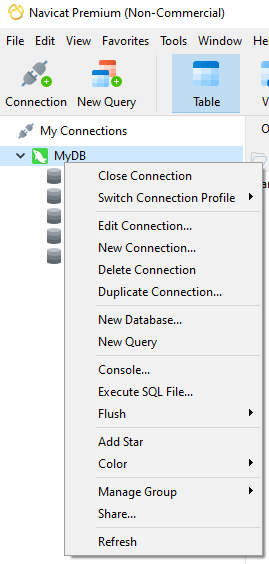 Navicat Premium (Non-Commercial)
File Edit View Favorites Tools Window He
Connection New Query Table V
My Connections O
MyDB
Close Connection
Switch Connection Profile
Edit Connection...
New Connection...
Delete Connection
Duplicate Connection...
New Database...
New Query
Console...
Execute SQL File...
Flush
Add Star
Color
Manage Group
Share...
Refresh